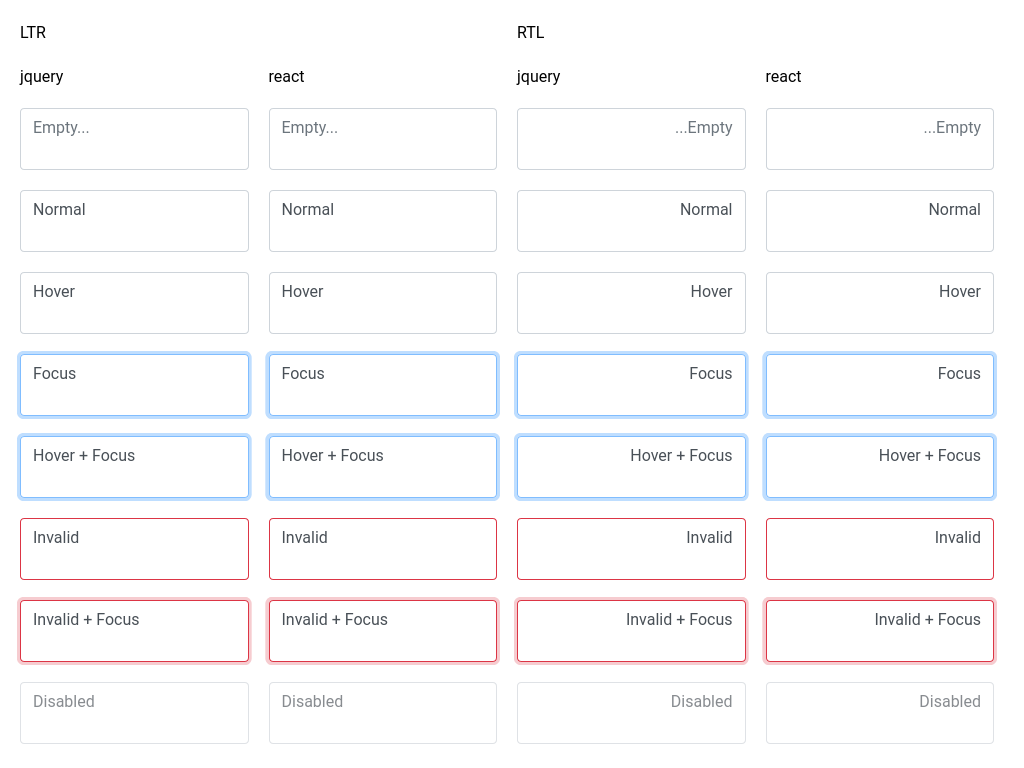 LTR RTL
jquery react jquery react
Empty... Empty... ...Empty ...Empty
Normal Normal Normal Normal
Hover Hover Hover Hover
Focus Focus Focus Focus
Hover + Focus Hover + Focus Hover + Focus Hover + Focus
Invalid Invalid Invalid Invalid
Invalid + Focus Invalid + Focus Invalid + Focus Invalid + Focus
Disabled Disabled Disabled Disabled